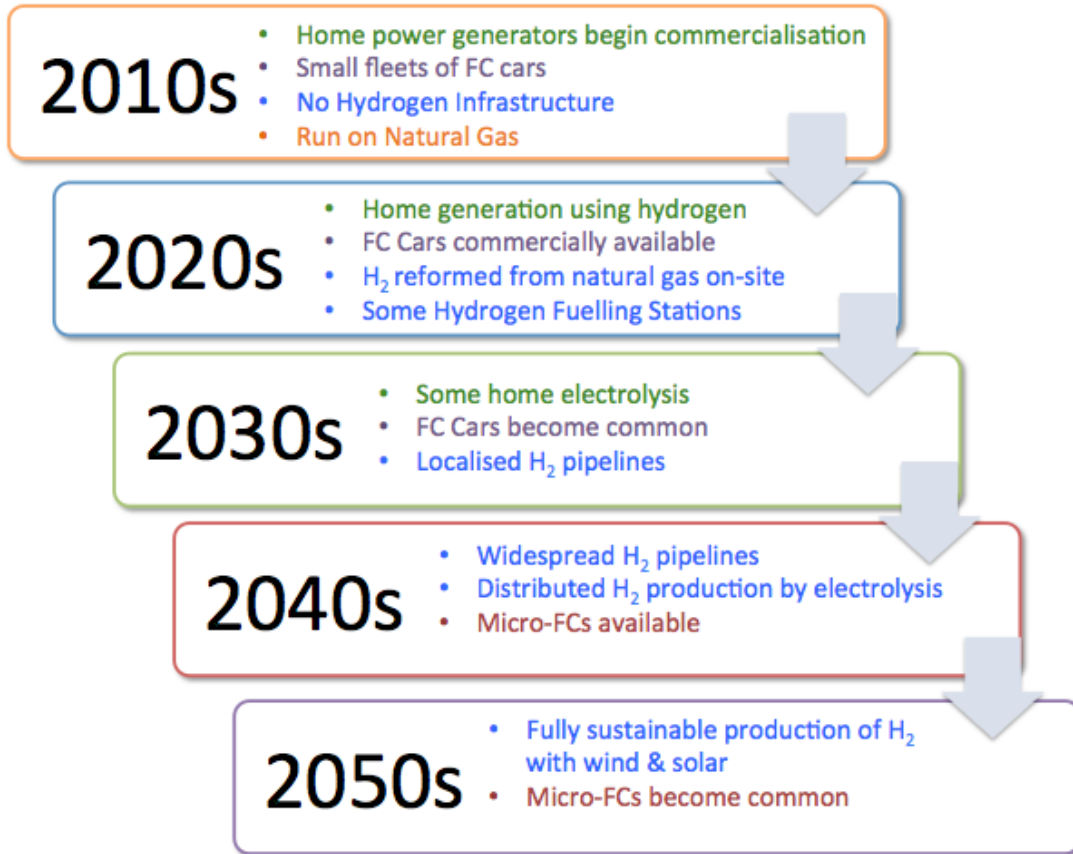 2010s
• Home power generators begin commercialisation
• Small fleets of FC cars
• No Hydrogen Infrastructure
• Run on Natural Gas
2020s
• Home generation using hydrogen
• FC Cars commercially available
• H₂ reformed from natural gas on-site
• Some Hydrogen Fuelling Stations
2030s
• Some home electrolysis
• FC Cars become common
• Localised H₂ pipelines
2040s
• Widespread H₂ pipelines
• Distributed H₂ production by electrolysis
• Micro-FCs available
2050s
• Fully sustainable production of H₂
with wind & solar
• Micro-FCs become common